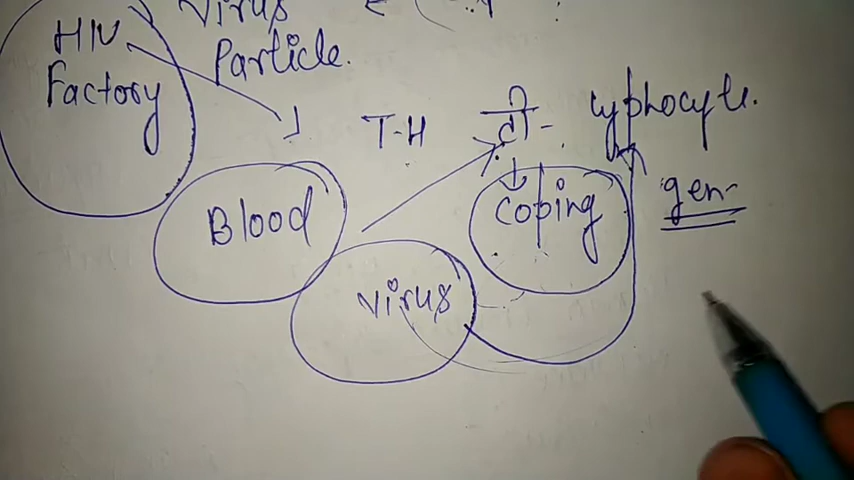 Virus
HIV
Factory
Particle.
T-H
lyphocyte.
Blood
Coping
gen-
Virus